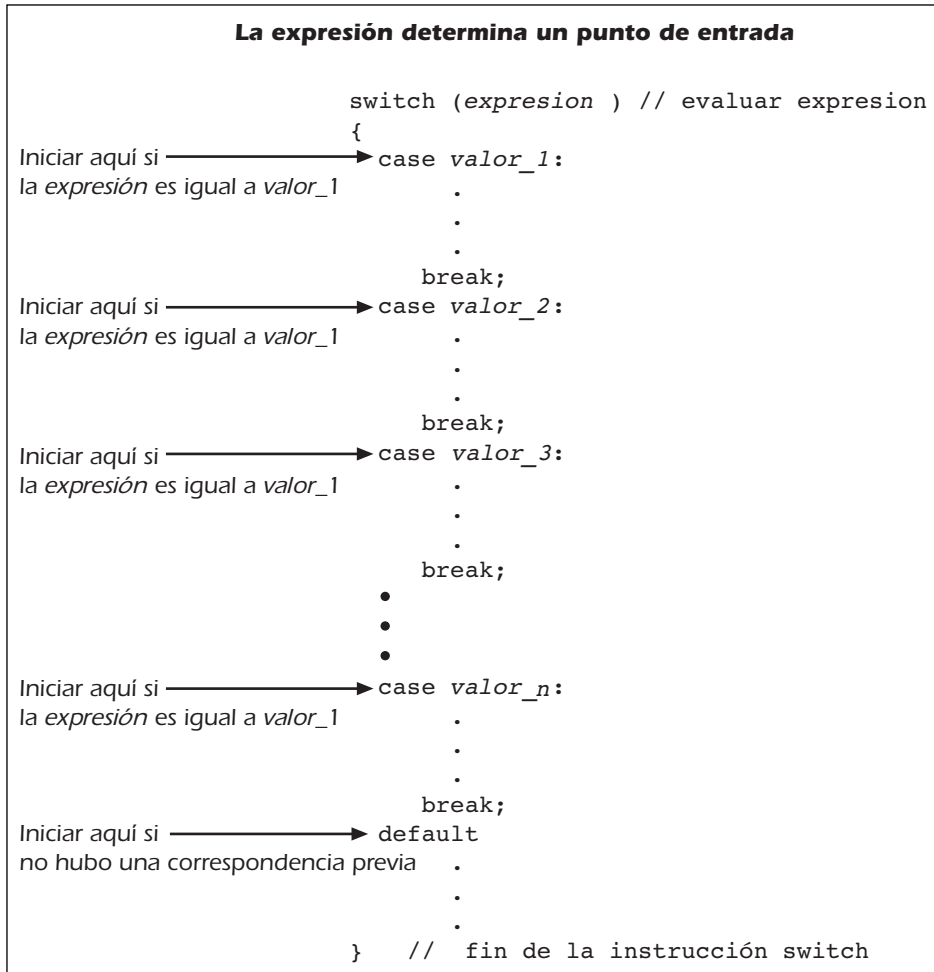 La expresión determina un punto de entrada
switch (expresion ) // evaluar expresion
{
Iniciar aquí si case valor_1:
la expresión es igual a valor_1
.
.
.
break;
Iniciar aquí si case valor_2:
la expresión es igual a valor_1
.
.
.
break;
Iniciar aquí si case valor_3:
la expresión es igual a valor_1
.
.
.
break;
•
•
•
Iniciar aquí si case valor_n:
la expresión es igual a valor_1
.
.
.
break;
Iniciar aquí si default
no hubo una correspondencia previa
.
.
.
} // fin de la instrucción switch